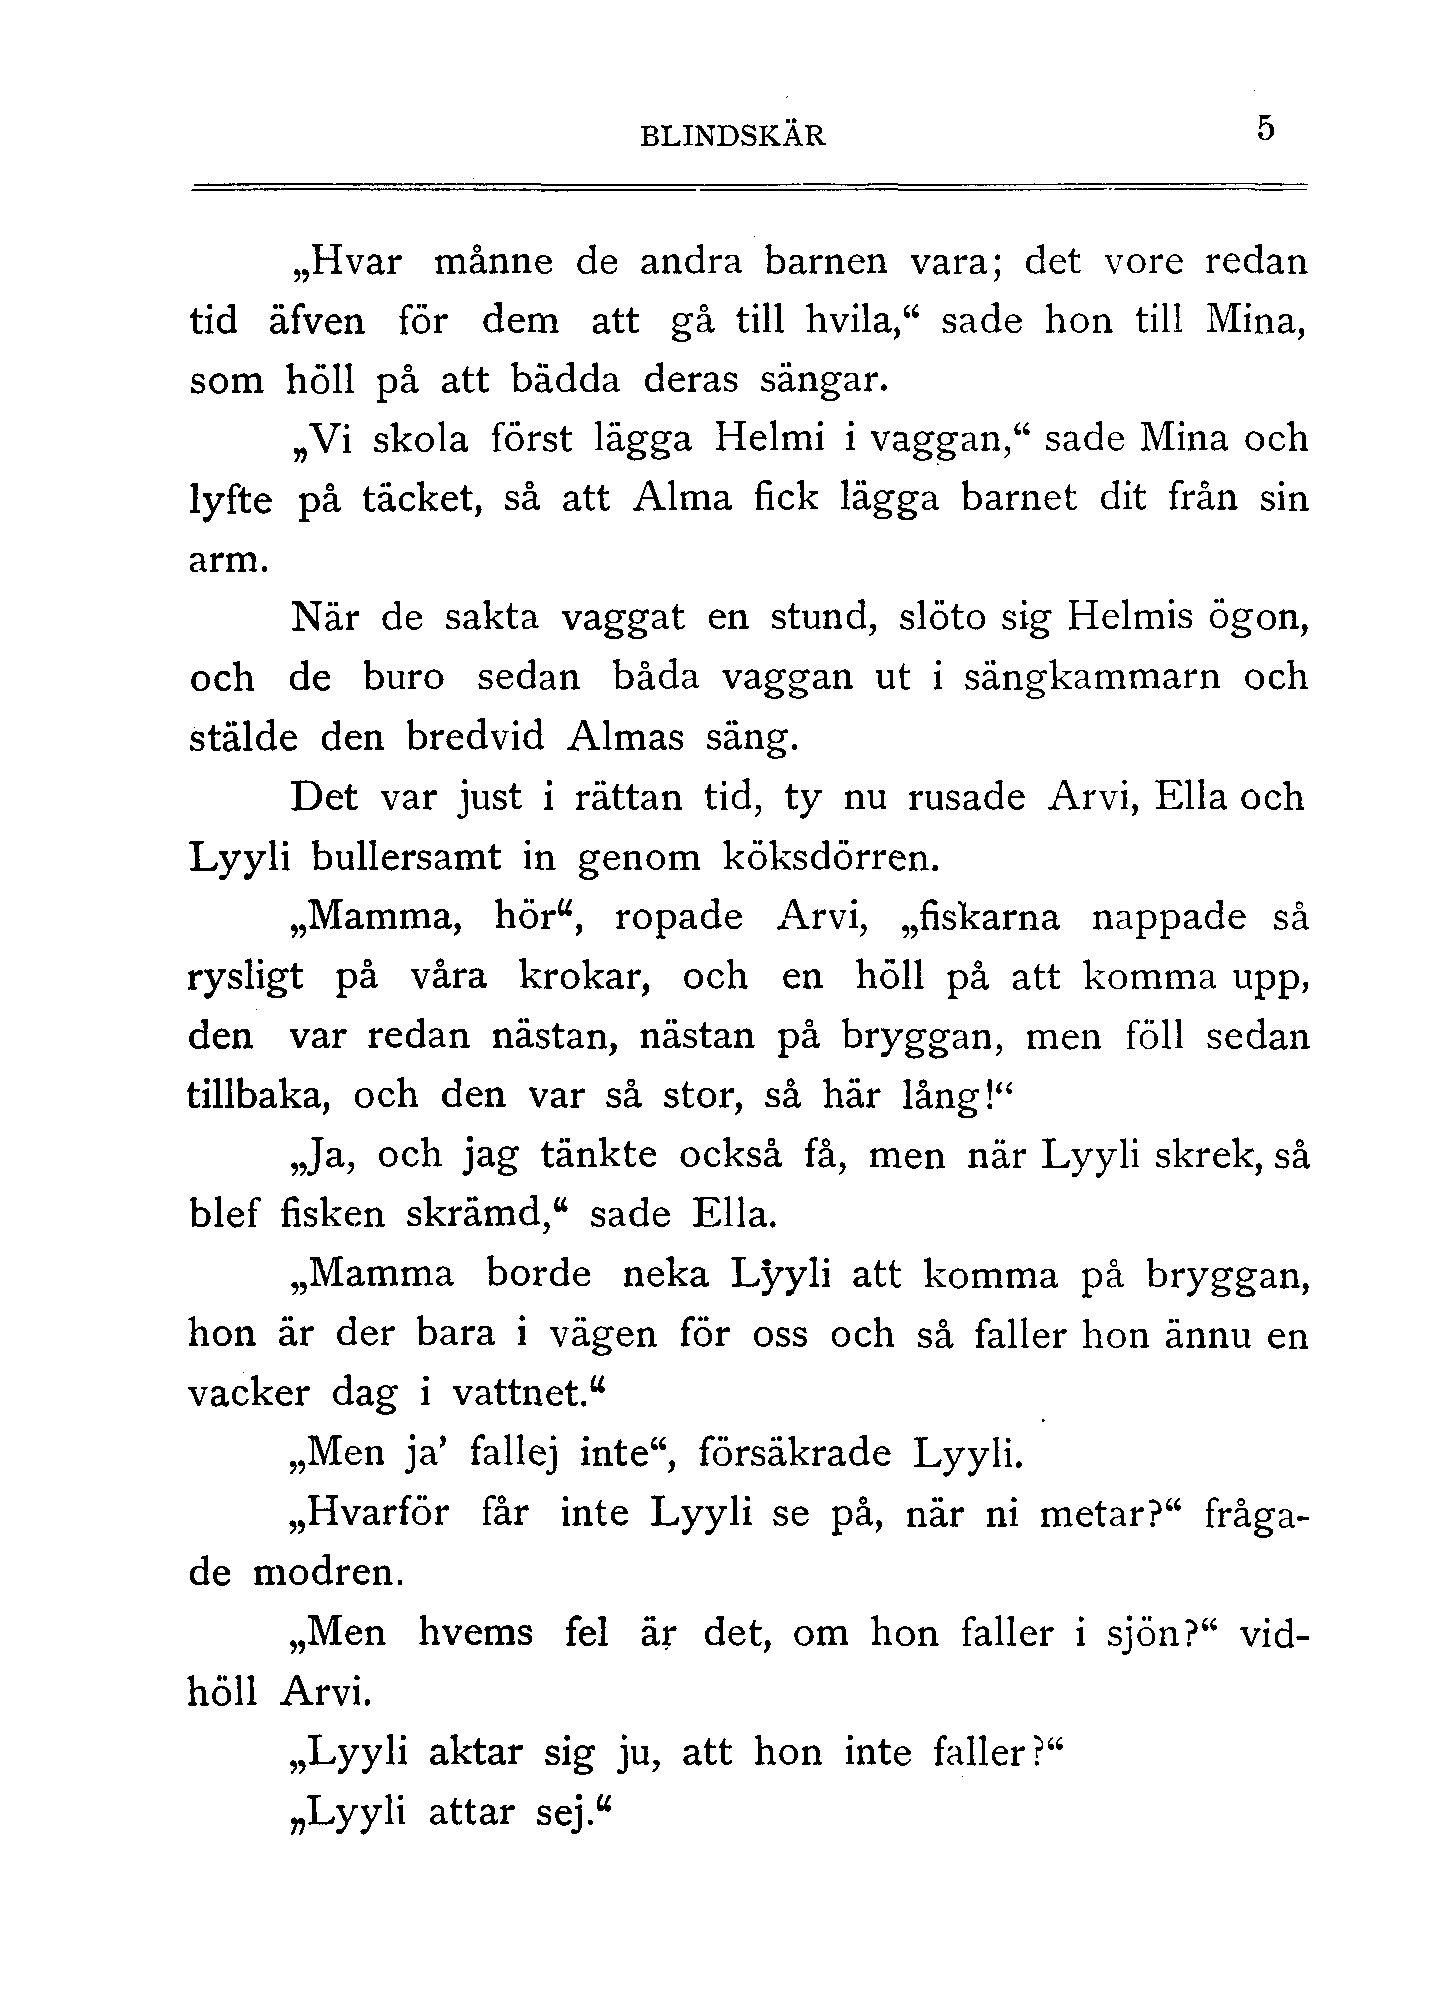 BLINDSKÄR 5
„Hvar månne de andra barnen vara; det vore redan
tid äfven för dem att gå till hvila,“ sade hon till Mina,
som höll på att bädda deras sängar.
„Vi skola först lägga Helmi i vaggan,“ sade Mina och
lyfte på täcket, så att Alma fick lägga barnet dit från sin
arm.
När de sakta vaggat en stund, slöto sig Helmis ögon,
och de buro sedan båda vaggan ut i sängkammarn och
stälde den bredvid Almas säng.
Det var just i rättan tid, ty nu rusade Arvi, Ella och
Lyyli bullersamt in genom köksdörren.
„Mamma, hör“, ropade Arvi, „fiskarna nappade så
rysligt på våra krokar, och en höll på att komma upp,
den var redan nästan, nästan på bryggan, men föll sedan
tillbaka, och den var så stor, så här lång!“
„Ja, och jag tänkte också få, men när Lyyli skrek, så
blef fisken skrämd,“ sade Ella.
„Mamma borde neka Lyyli att komma på bryggan,
hon är der bara i vägen för oss och så faller hon ännu en
vacker dag i vattnet.“
„Men ja’ fallej inte“, försäkrade Lyyli.
„Hvarför får inte Lyyli se på, när ni metar?“ fråga-
de modren.
„Men hvems fel är det, om hon faller i sjön?“ vid-
höll Arvi.
„Lyyli aktar sig ju, att hon inte faller?“
„Lyyli attar sej.“